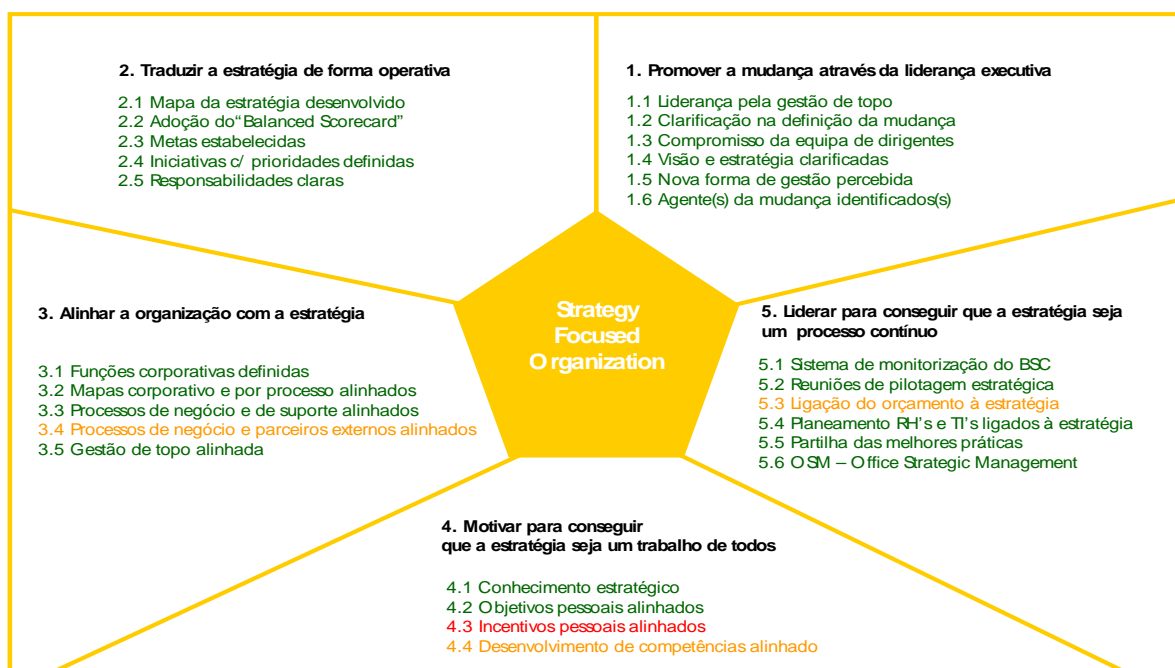 2. Traduzir a estratégia de forma operativa
2.1 Mapa da estratégia desenvolvido
2.2 Adoção do“Balanced Scorecard”
2.3 Metas estabelecidas
2.4 Iniciativas c/ prioridades definidas
2.5 Responsabilidades claras
1. Promover a mudança através da liderança executiva
1.1 Liderança pela gestão de topo
1.2 Clarificação na definição da mudança
1.3 Compromisso da equipa de dirigentes
1.4 Visão e estratégia clarificadas
1.5 Nova forma de gestão percebida
1.6 Agente(s) da mudança identificados(s)
3. Alinhar a organização com a estratégia
3.1 Funções corporativas definidas
3.2 Mapas corporativo e por processo alinhados
3.3 Processos de negócio e de suporte alinhados
3.4 Processos de negócio e parceiros externos alinhados
3.5 Gestão de topo alinhada
Strategy
Focused
Organization
5. Liderar para conseguir que a estratégia seja
um processo contínuo
5.1 Sistema de monitorização do BSC
5.2 Reuniões de pilotagem estratégica
5.3 Ligação do orçamento à estratégia
5.4 Planeamento RH’s e TI’s ligados à estratégia
5.5 Partilha das melhores práticas
5.6 OSM – Office Strategic Management
4. Motivar para conseguir
que a estratégia seja um trabalho de todos
4.1 Conhecimento estratégico
4.2 Objetivos pessoais alinhados
4.3 Incentivos pessoais alinhados
4.4 Desenvolvimento de competências alinhado